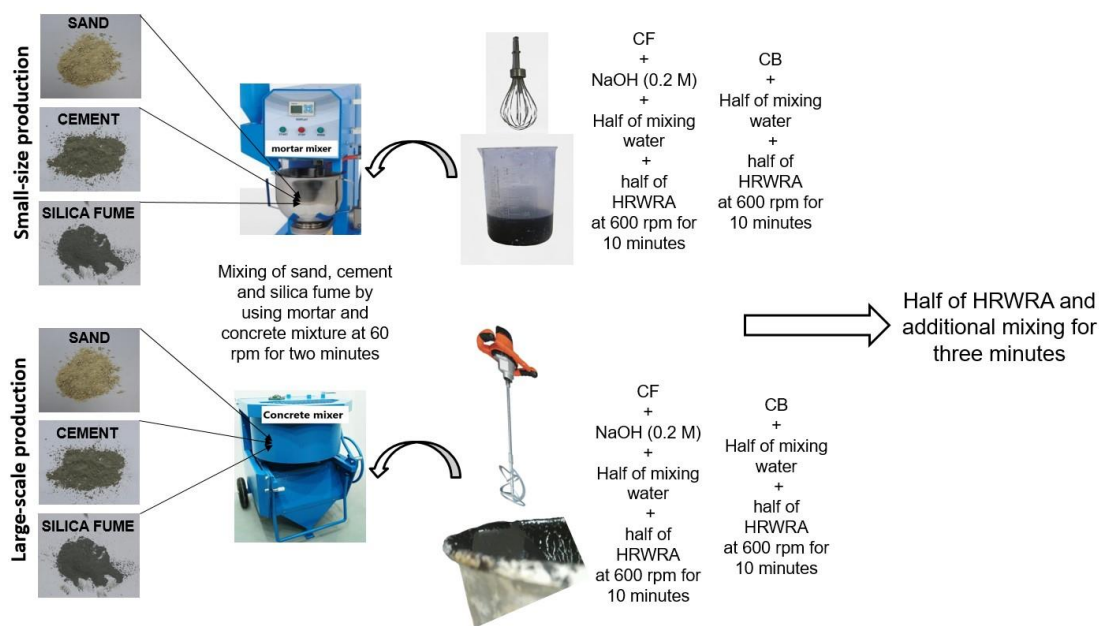 Small-size production
SAND
CEMENT
SILICA FUME
mortar mixer
CF
+
NaOH (0.2 M)
+
Half of mixing
water
+
half of
HRWRA
at 600 rpm for
10 minutes
CB
+
Half of mixing
water
+
half of
HRWRA
at 600 rpm for
10 minutes
Mixing of sand, cement
and silica fume by
using mortar and
concrete mixture at 60
rpm for two minutes
Half of HRWRA and
additional mixing for
three minutes
Large-scale production
SAND
CEMENT
SILICA FUME
Concrete mixer
CF
+
NaOH (0.2 M)
+
Half of mixing
water
+
half of
HRWRA
at 600 rpm for
10 minutes
CB
+
Half of mixing
water
+
half of
HRWRA
at 600 rpm for
10 minutes